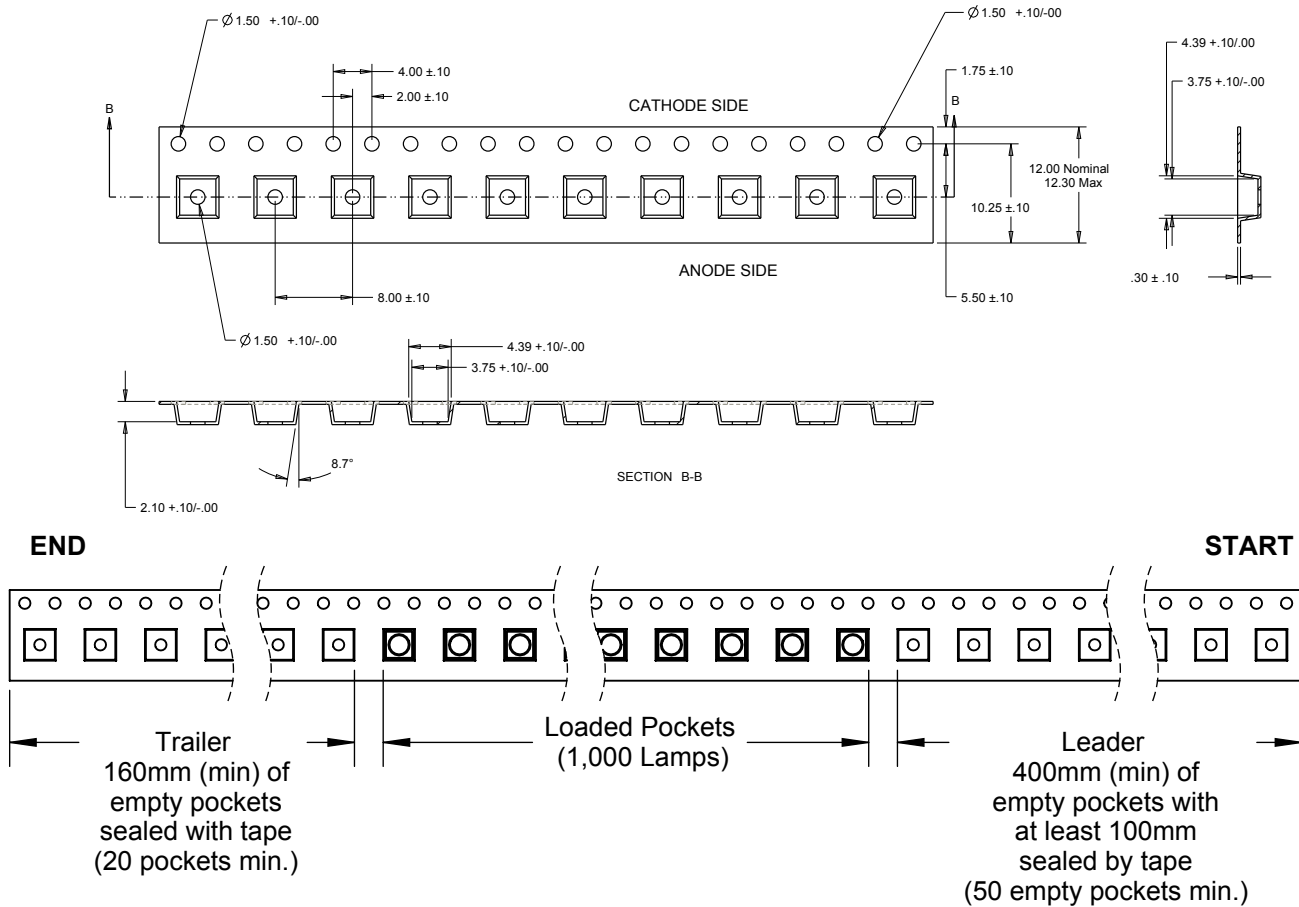 Ø 1.50 +.10/-.00
Ø 1.50 +.10/-00
4.39 +.10/.00
4.00 ±.10
1.75 ±.10
3.75 +.10/-.00
2.00 ±.10
B
CATHODE SIDE
B
12.00 Nominal
12.30 Max
10.25 ±.10
ANODE SIDE
.30 ± .10
8.00 ±.10
5.50 ±.10
Ø 1.50 +.10/-.00
4.39 +.10/-.00
3.75 +.10/-.00
8.7°
SECTION B-B
2.10 +.10/-.00
END
START
Trailer
160mm (min) of
empty pockets
sealed with tape
(20 pockets min.)
Loaded Pockets
(1,000 Lamps)
Leader
400mm (min) of
empty pockets with
at least 100mm
sealed by tape
(50 empty pockets min.)